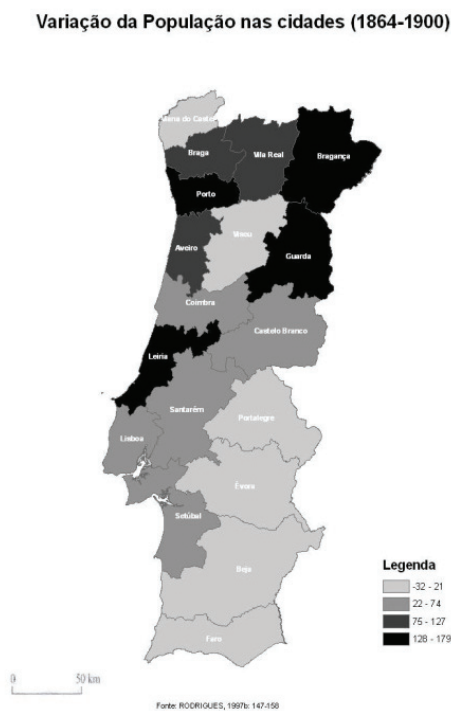 Variação da População nas cidades (1864-1900)
Viana do Castelo
Braga
Vila Real
Bragança
Porto
Viseu
Aveiro
Guarda
Coimbra
Castelo Branco
Leiria
Santarém
Portalegre
Lisboa
Évora
Setúbal
Beja
Faro
Legenda
-32 - 21
22 - 74
75 - 127
128 - 179
0 50 km
Fonte: RODRIGUES, 1997b: 147-158